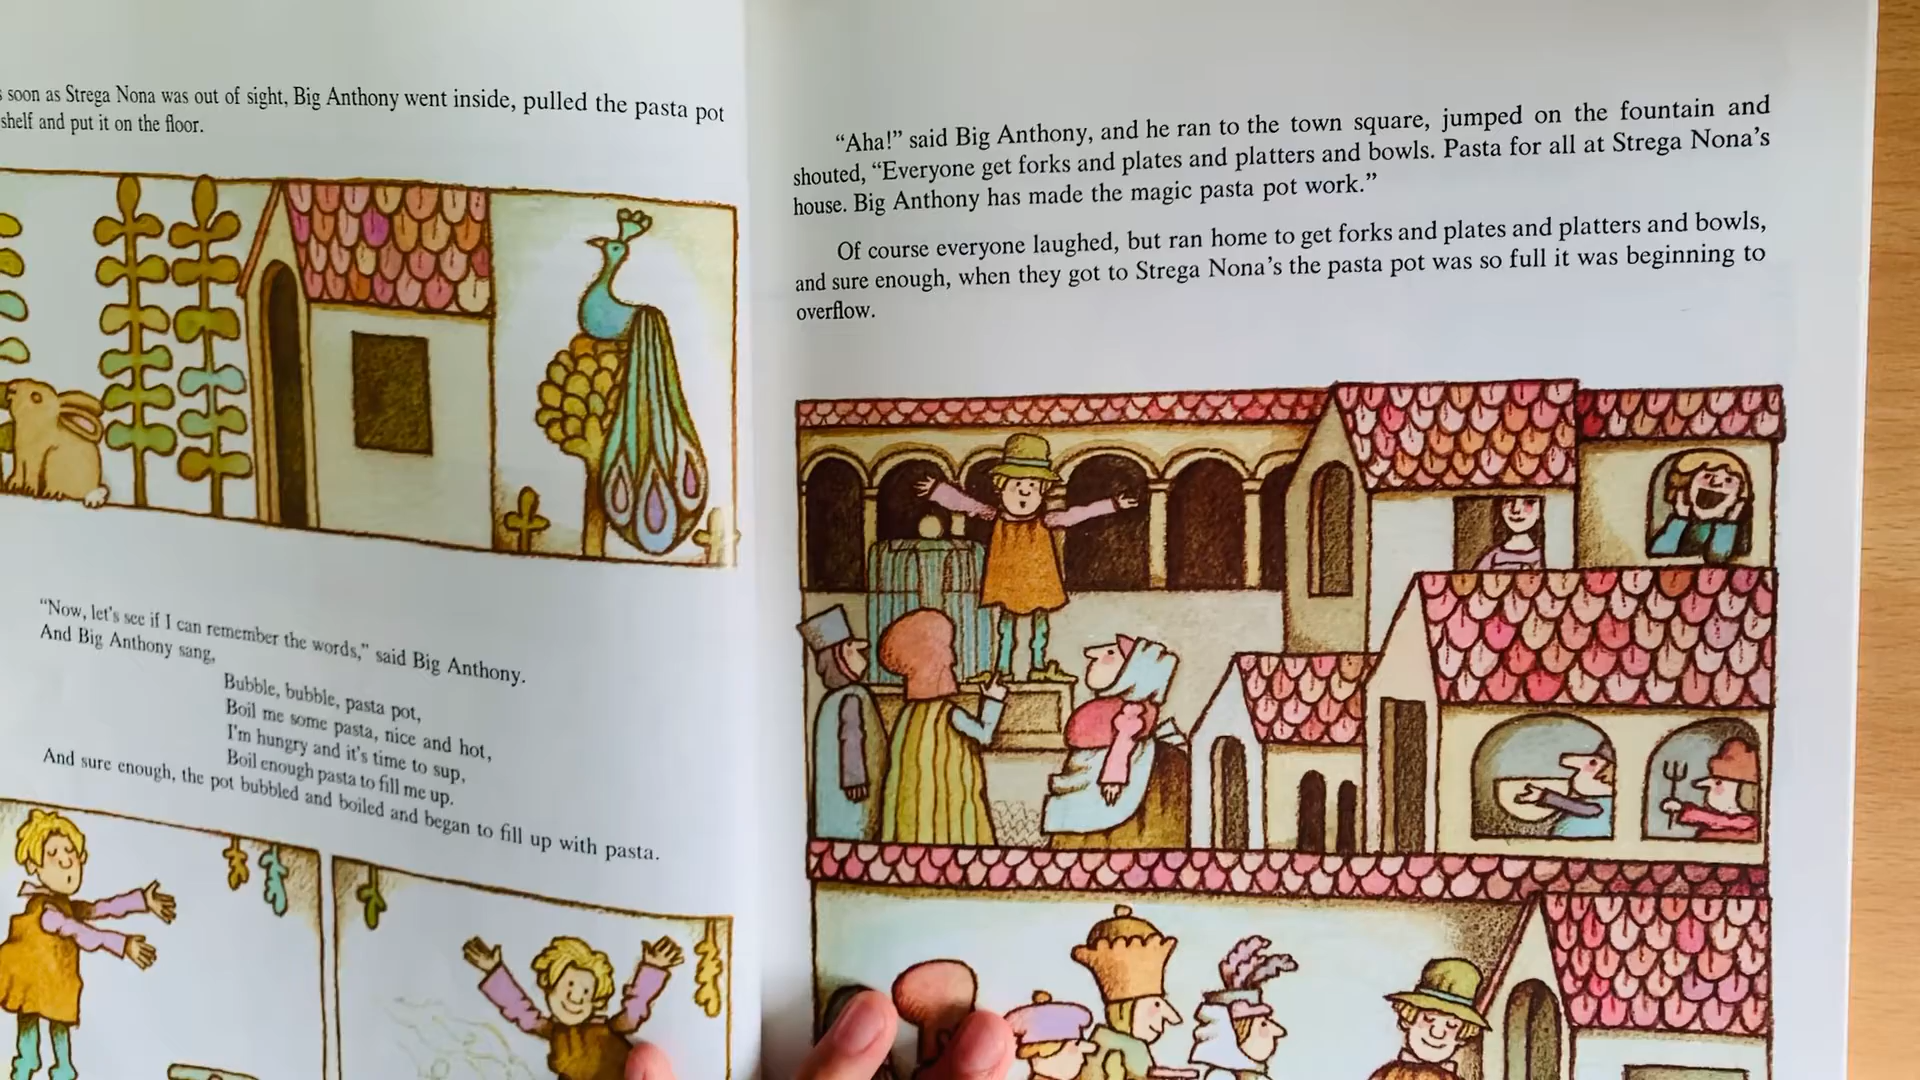 soon as Strega Nona was out of sight, Big Anthony went inside, pulled the pasta pot
shelf and put it on the floor.
“Now, let's see if I can remember the words,” said Big Anthony.
And Big Anthony sang,
Bubble, bubble, pasta pot,
Boil me some pasta, nice and hot,
I'm hungry and it's time to sup,
Boil enough pasta to fill me up.
And sure enough, the pot bubbled and boiled and began to fill up with pasta.
“Aha!” said Big Anthony, and he ran to the town square, jumped on the fountain and
shouted, “Everyone get forks and plates and platters and bowls. Pasta for all at Strega Nona’s
house. Big Anthony has made the magic pasta pot work.”
Of course everyone laughed, but ran home to get forks and plates and platters and bowls,
and sure enough, when they got to Strega Nona’s the pasta pot was so full it was beginning to
overflow.